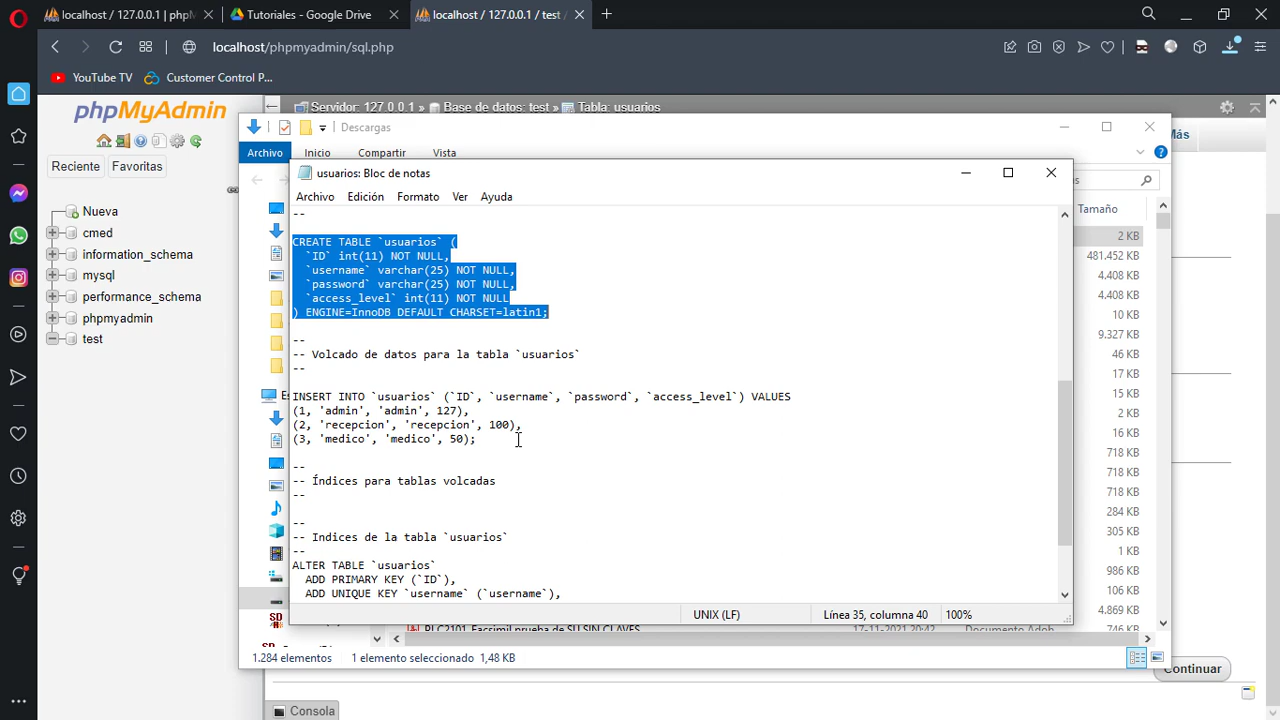 localhost / 127.0.0.1 | phpM
Tutoriales - Google Drive
localhost / 127.0.0.1 / test /
localhost/phpmyadmin/sql.php
YouTube TV
Customer Control P...
phpMyAdmin
Reciente
Favoritas
Nueva
cmed
information_schema
mysql
performance_schema
phpmyadmin
test
Servidor: 127.0.0.1 » Base de datos: test » Tabla: usuarios
Más
Descargas
Archivo
Inicio
Compartir
Vista
Tamaño
2 KB
481.452 KB
4.408 KB
4.408 KB
10 KB
9.327 KB
46 KB
17 KB
15 KB
2 KB
16 KB
718 KB
718 KB
718 KB
284 KB
305 KB
531 KB
986 KB
106 KB
4.869 KB
usuarios: Bloc de notas
Archivo Edición Formato Ver Ayuda
--
CREATE TABLE `usuarios` (
`ID` int(11) NOT NULL,
`username` varchar(25) NOT NULL,
`password` varchar(25) NOT NULL,
`access_level` int(11) NOT NULL
) ENGINE=InnoDB DEFAULT CHARSET=latin1;
--
-- Volcado de datos para la tabla `usuarios`
--
INSERT INTO `usuarios` (`ID`, `username`, `password`, `access_level`) VALUES
(1, 'admin', 'admin', 127),
(2, 'recepcion', 'recepcion', 100),
(3, 'medico', 'medico', 50);
--
-- Índices para tablas volcadas
--
--
-- Indices de la tabla `usuarios`
--
ALTER TABLE `usuarios`
ADD PRIMARY KEY (`ID`),
ADD UNIQUE KEY `username` (`username`),
UNIX (LF)
Línea 35, columna 40
100%
1.284 elementos
1 elemento seleccionado 1,48 KB
Continuar
Consola